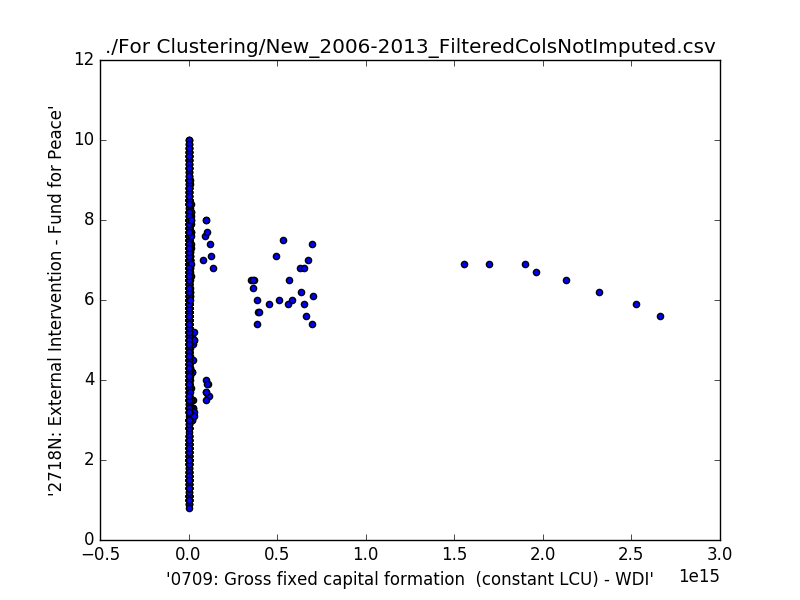 ./For Clustering/New_2006-2013_FilteredColsNotImputed.csv
12
10
8
6
4
2
0
'2718N: External Intervention - Fund for Peace'
−0.5 0.0 0.5 1.0 1.5 2.0 2.5 3.0
1e15
'0709: Gross fixed capital formation  (constant LCU) - WDI'